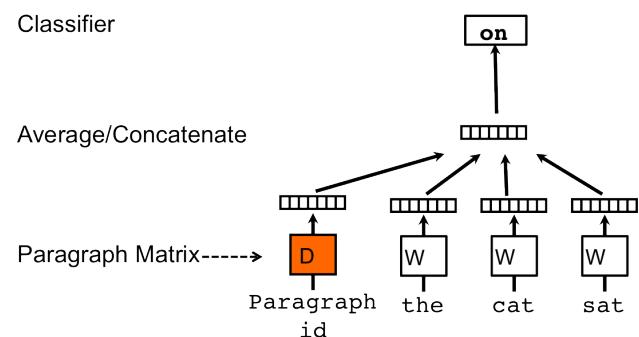 Classifier
on
Average/Concatenate
Paragraph Matrix
D
W
W
W
Paragraph
id
the
cat
sat